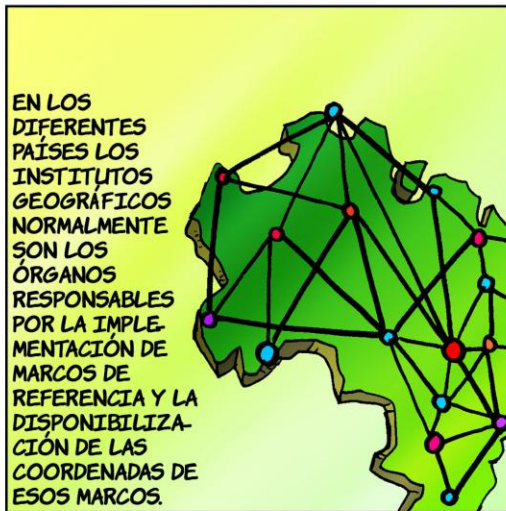 EN LOS
DIFERENTES
PAÍSES LOS
INSTITUTOS
GEOGRÁFICOS
NORMALMENTE
SON LOS
ÓRGANOS
RESPONSABLES
POR LA IMPLE-
MENTACIÓN DE
MARCOS DE
REFERENCIA Y LA
DISPONIBILIZA-
CIÓN DE LAS
COORDENADAS DE
ESOS MARCOS.